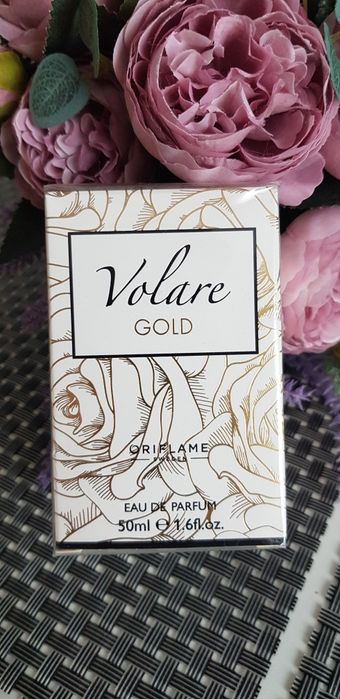 Volare
GOLD
ORIFLAME
SWEDEN
EAU DE PARFUM
50ml ℮ 1.6fl.oz.